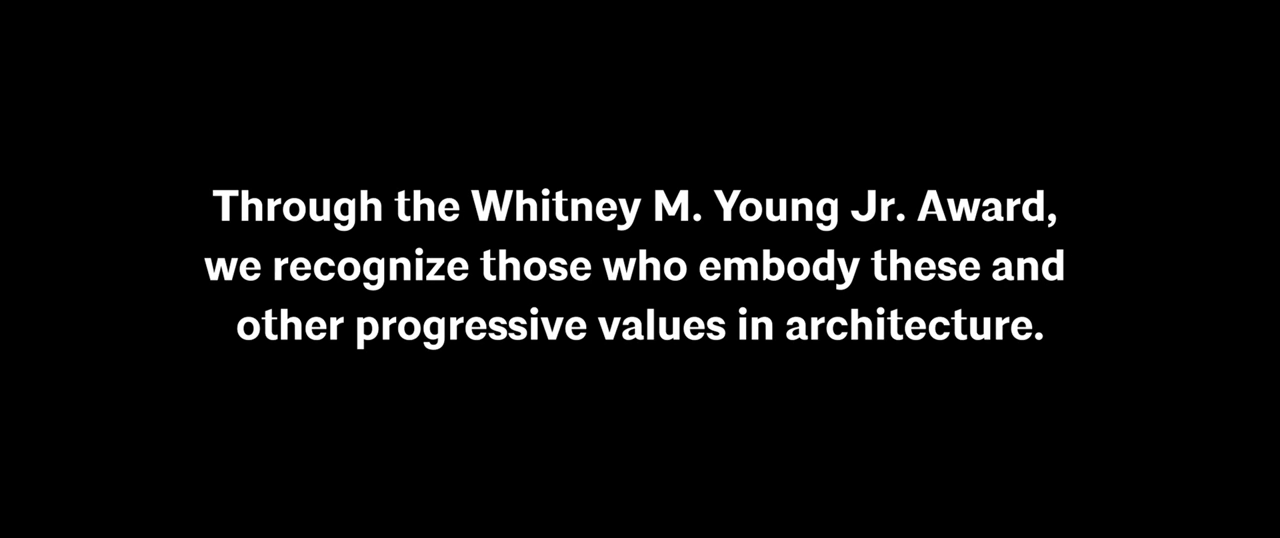 Through the Whitney M. Young Jr. Award,
we recognize those who embody these and
other progressive values in architecture.